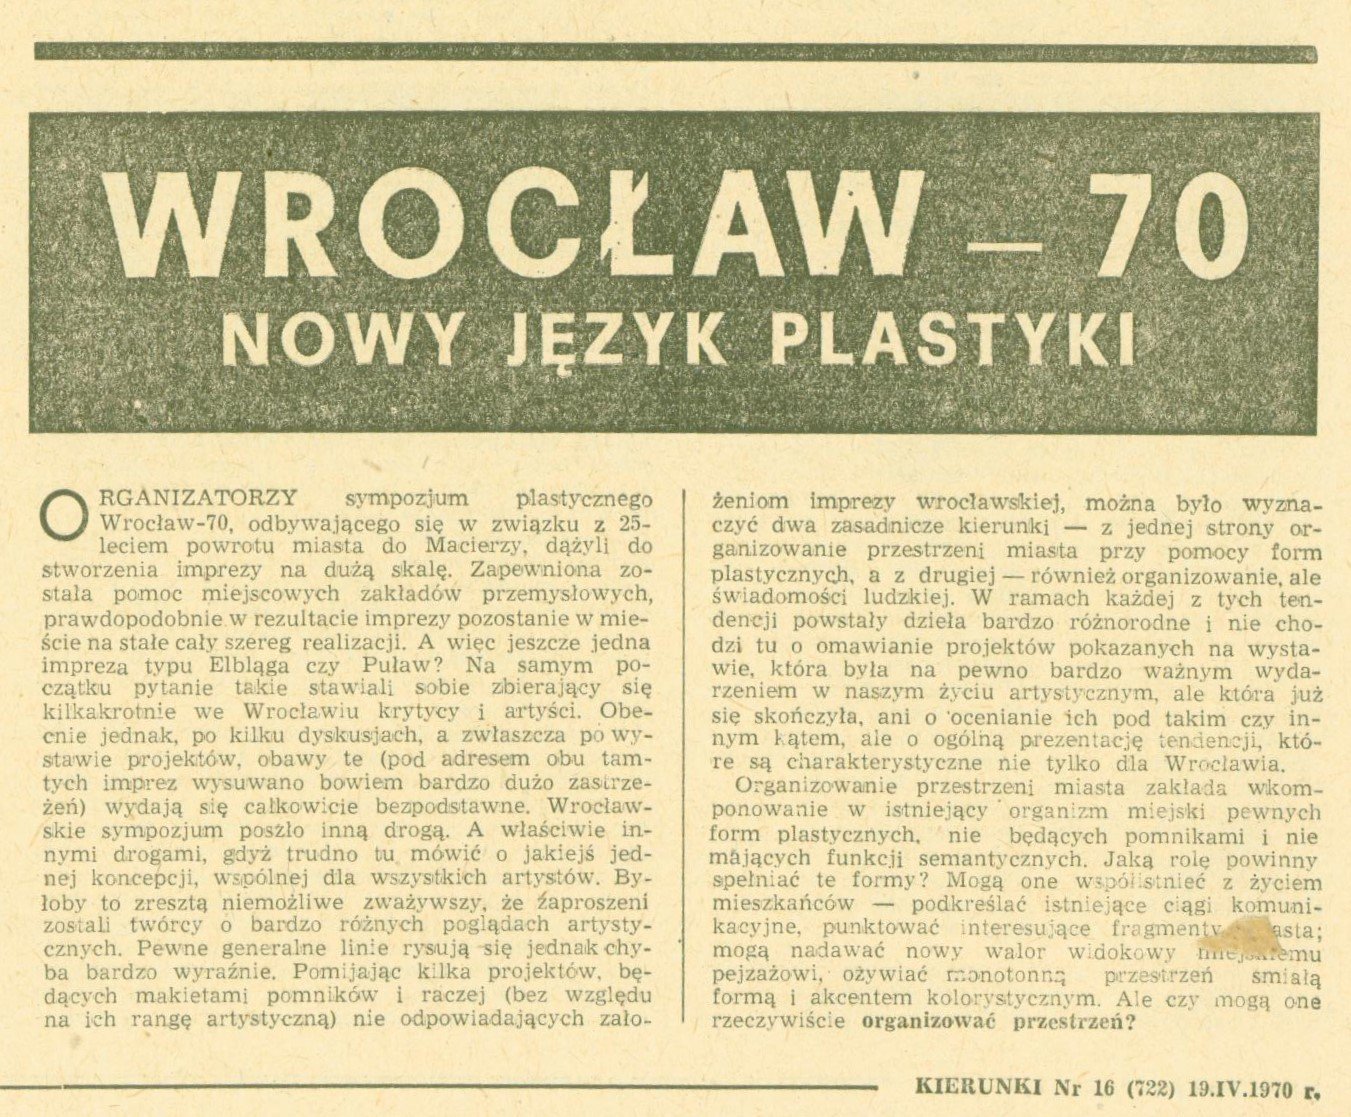 WROCŁAW — 70
NOWY JĘZYK PLASTYKI
ORGANIZATORZY sympozjum plastycznego
Wrocław-70, odbywającego się w związku z 25-
leciem powrotu miasta do Macierzy, dążyli do
stworzenia imprezy na dużą skalę. Zapewniona zo-
stała pomoc miejscowych zakładów przemysłowych,
prawdopodobnie w rezultacie imprezy pozostanie w mie-
ście na stałe cały szereg realizacji. A więc jeszcze jedna
impreza typu Elbląga czy Puław? Na samym po-
czątku pytanie takie stawiali sobie zbierający się
kilkakrotnie we Wrocławiu krytycy i artyści. Obe-
cnie jednak, po kilku dyskusjach, a zwłaszcza po wy-
stawie projektów, obawy te (pod adresem obu tam-
tych imprez wysuwano bowiem bardzo dużo zastrze-
żeń) wydają się całkowicie bezpodstawne. Wrocław-
skie sympozjum poszło inną drogą. A właściwie in-
nymi drogami, gdyż trudno tu mówić o jakiejś jed-
nej koncepcji, wspólnej dla wszystkich artystów. By-
łoby to zresztą niemożliwe zważywszy, że żaproszeni
zostali twórcy o bardzo różnych poglądach artysty-
cznych. Pewne generalne linie rysują się jednak chy-
ba bardzo wyraźnie. Pomijając kilka projektów, bę-
dących makietami pomników i raczej (bez względu
na ich rangę artystyczną) nie odpowiadających zało-
żeniom imprezy wrocławskiej, można było wyzna-
czyć dwa zasadnicze kierunki — z jednej strony or-
ganizowanie przestrzeni miasta przy pomocy form
plastycznych, a z drugiej — również organizowanie, ale
świadomości ludzkiej. W ramach każdej z tych ten-
dencji powstały dzieła bardzo różnorodne i nie cho-
dzi tu o omawianie projektów pokazanych na wysta-
wie, która była na pewno bardzo ważnym wyda-
rzeniem w naszym życiu artystycznym, ale która już
się skończyła, ani o ocenianie ich pod takim czy in-
nym kątem, ale o ogólną prezentację tendencji, któ-
re są charakterystyczne nie tylko dla Wrocławia.
Organizowanie przestrzeni miasta zakłada wkom-
ponowanie w istniejący organizm miejski pewnych
form plastycznych, nie będących pomnikami i nie
mających funkcji semantycznych. Jaką rolę powinny
spełniać te formy? Mogą one współistnieć z życiem
mieszkańców — podkreślać istniejące ciągi komuni-
kacyjne, punktować interesujące fragmenty asta;
mogą nadawać nowy walor widokowy miejskiemu
pejzażowi, ożywiać monotonną przestrzeń śmiałą
formą i akcentem kolorystycznym. Ale czy mogą one
rzeczywiście organizować przestrzeń?
KIERUNKI Nr 16 (722) 19.IV.1970 r.